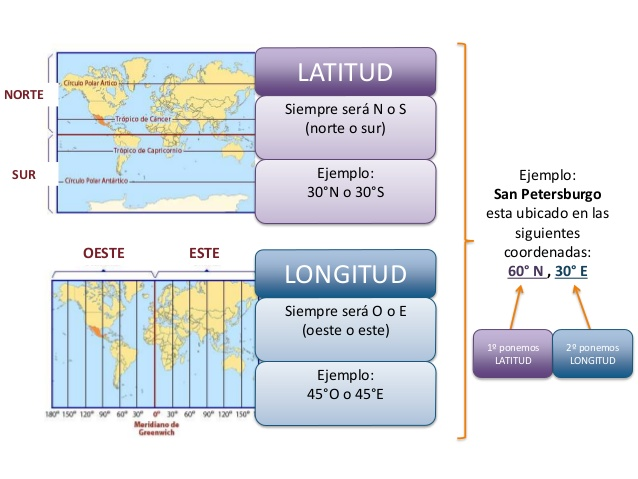 NORTE
SUR
Círculo Polar Ártico
Trópico de Cáncer
Trópico de Capricornio
Círculo Polar Antártico
LATITUD
Siempre será N o S
(norte o sur)
Ejemplo:
30°N o 30°S
OESTE ESTE
180° 150° 120° 90° 60° 30° 0° 30° 60° 90° 120° 150°
Meridiano de
Greenwich
LONGITUD
Siempre será O o E
(oeste o este)
Ejemplo:
45°O o 45°E
Ejemplo:
San Petersburgo
esta ubicado en las
siguientes
coordenadas:
60° N , 30° E
1º ponemos
LATITUD
2º ponemos
LONGITUD